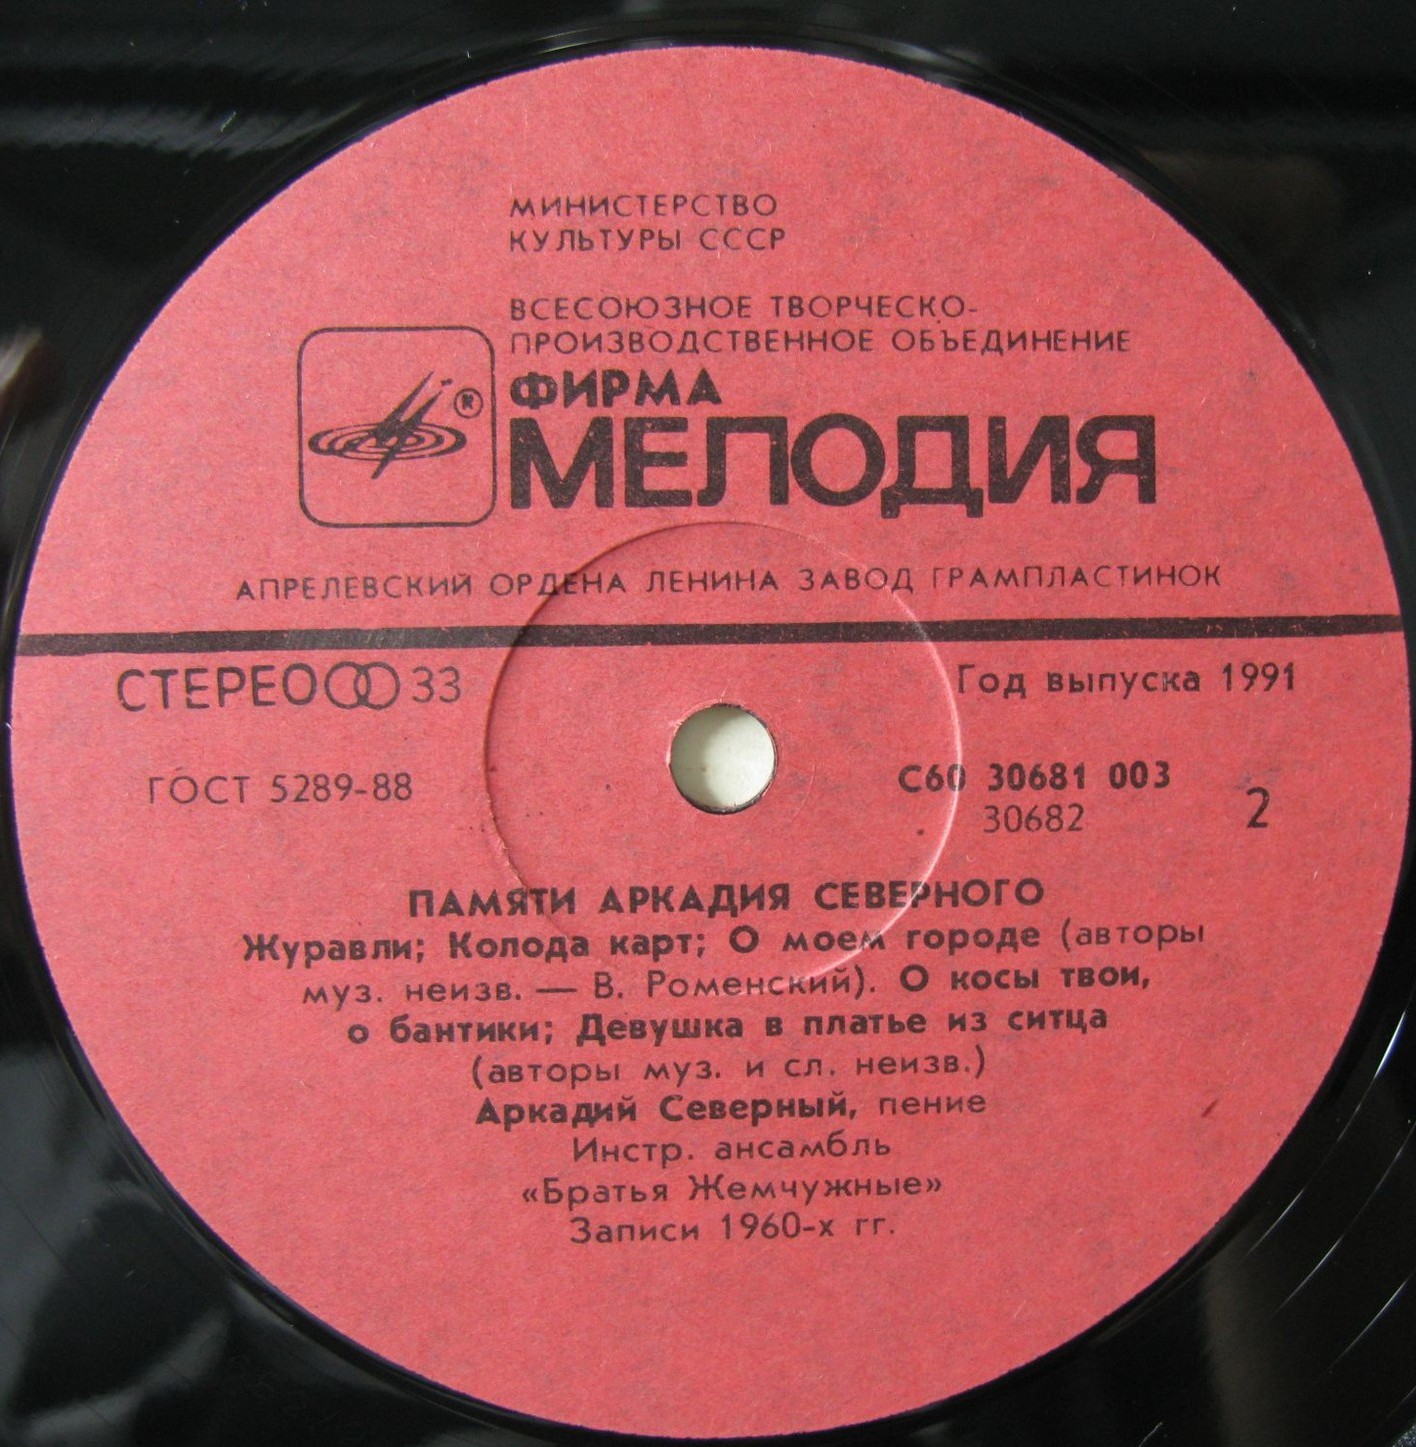 МИНИСТЕРСТВО
КУЛЬТУРЫ СССР
ВСЕСОЮЗНОЕ ТВОРЧЕСКО-
ПРОИЗВОДСТВЕННОЕ ОБЪЕДИНЕНИЕ
ФИРМА
®
МЕЛОДИЯ
АПРЕЛЕВСКИЙ ОРДЕНА ЛЕНИНА ЗАВОД ГРАМПЛАСТИНОК
СТЕРЕО 33
Год выпуска 1991
ГОСТ 5289-88
С60 30681 003
30682
2
ПАМЯТИ АРКАДИЯ СЕВЕРНОГО
Журавли; Колода карт; О моем городе (авторы
муз. неизв. — В. Роменский). О косы твои,
о бантики; Девушка в платье из ситца
(авторы муз. и сл. неизв.)
Аркадий Северный, пение
Инстр. ансамбль
«Братья Жемчужные»
Записи 1960-х гг.